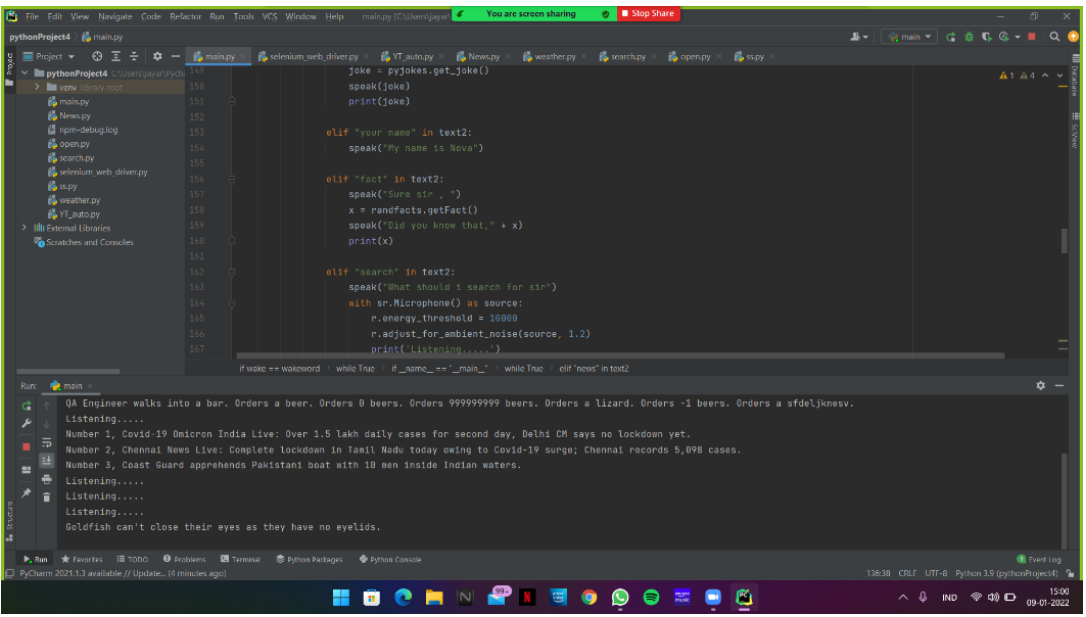 File Edit View Navigate Code Refactor Run Tools VCS Window Help main.py [C:\Users\jayar
You are screen sharing Stop Share
pythonProject4 main.py
main
Project
main.py selenium_web_driver.py YT_auto.py News.py weather.py search.py open.py ss.py
pythonProject4 C:\Users\jayar\Pych
venv library root
main.py
News.py
npm-debug.log
open.py
search.py
selenium_web_driver.py
ss.py
weather.py
YT_auto.py
External Libraries
Scratches and Consoles
1 4
149 joke = pyjokes.get_joke()
150 speak(joke)
151 print(joke)
152
153 elif "your name" in text2:
154 speak("My name is Nova")
155
156 elif "fact" in text2:
157 speak("Sure sir , ")
158 x = randfacts.getFact()
159 speak("Did you know that," + x)
160 print(x)
161
162 elif "search" in text2:
163 speak("What should i search for sir")
164 with sr.Microphone() as source:
165 r.energy_threshold = 10000
166 r.adjust_for_ambient_noise(source, 1.2)
167 print('Listening.....')
if wake == wakeword while True if __name__ == "__main__" while True elif "news" in text2
Project
Structure
Database
SciView
Run: main
QA Engineer walks into a bar. Orders a beer. Orders 0 beers. Orders 999999999 beers. Orders a lizard. Orders -1 beers. Orders a sfdeljknesv.
Listening.....
Number 1, Covid-19 Omicron India Live: Over 1.5 lakh daily cases for second day, Delhi CM says no lockdown yet.
Number 2, Chennai News Live: Complete lockdown in Tamil Nadu today owing to Covid-19 surge; Chennai records 5,098 cases.
Number 3, Coast Guard apprehends Pakistani boat with 10 men inside Indian waters.
Listening.....
Listening.....
Listening.....
Goldfish can't close their eyes as they have no eyelids.
Run Favorites TODO Problems Terminal Python Packages Python Console Event Log
PyCharm 2021.1.3 available // Update... (4 minutes ago) 136:38 CRLF UTF-8 Python 3.9 (pythonProject4)
99+
IND 15:00
09-01-2022